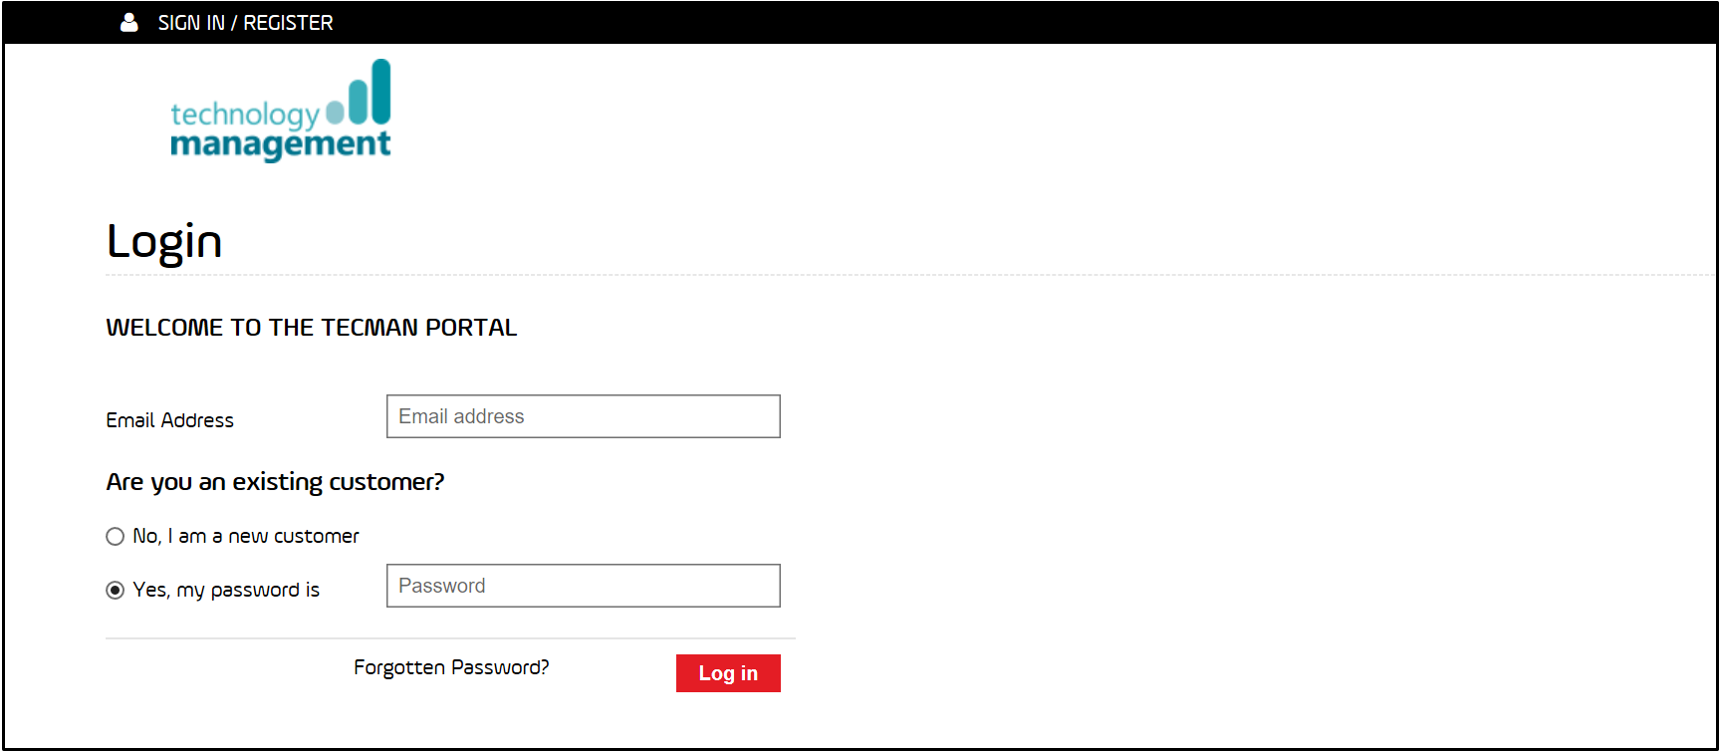 SIGN IN / REGISTER
technology
management
Login
WELCOME TO THE TECMAN PORTAL
Email Address
Email address
Are you an existing customer?
No, I am a new customer
Yes, my password is
Password
Forgotten Password?
Log in